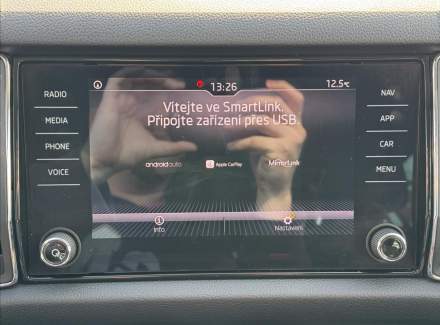 13:26
12.5°C
RADIO
MEDIA
PHONE
VOICE
Vítejte ve SmartLink.
Připojte zařízení přes USB
androidauto
Apple CarPlay
MirrorLink
Info
Nastavení
NAV
APP
CAR
MENU